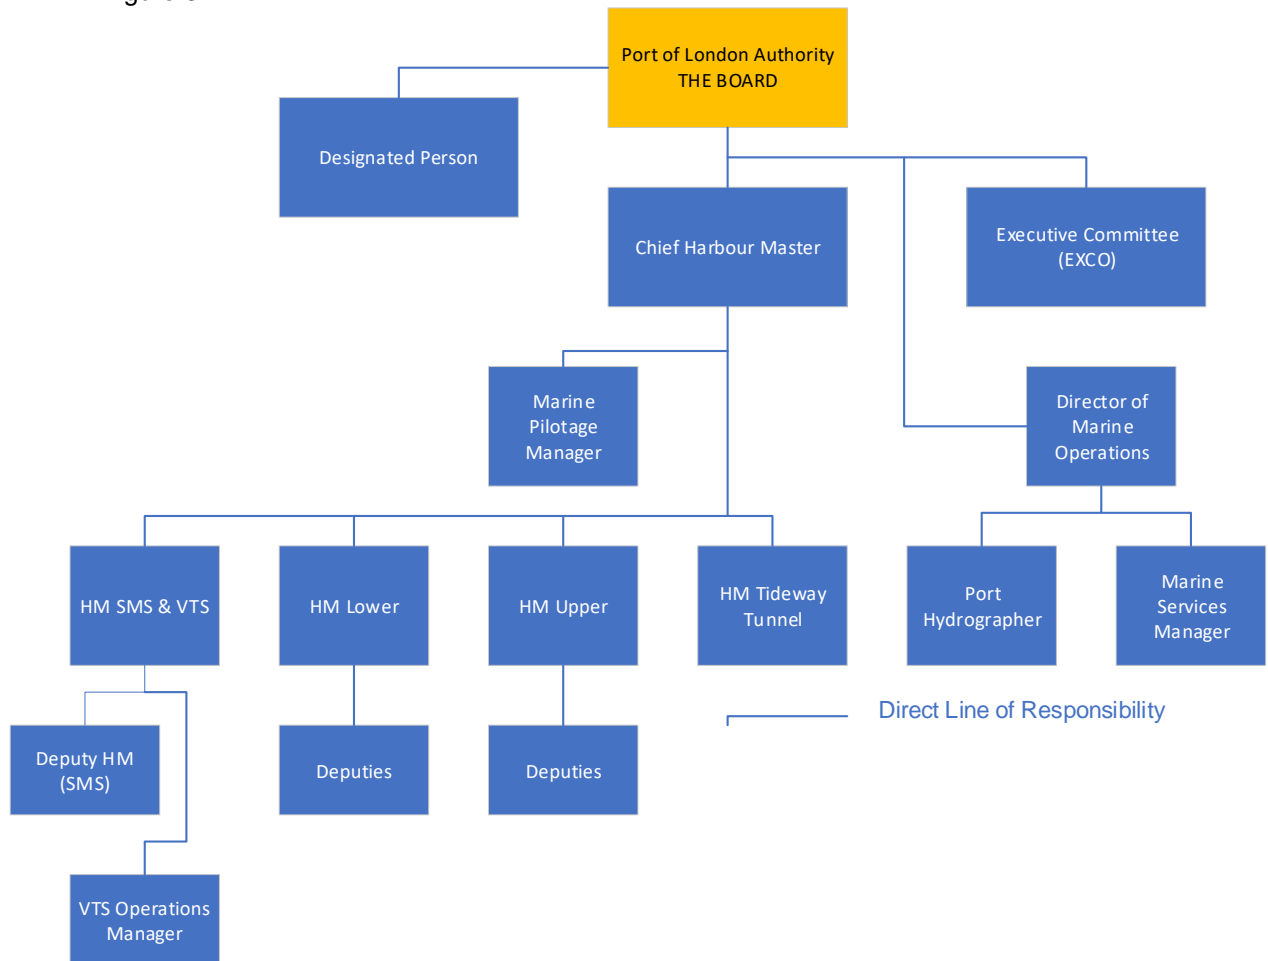 Port of London Authority
THE BOARD
Designated Person
Chief Harbour Master
Executive Committee
(EXCO)
Marine
Pilotage
Manager
Director of
Marine
Operations
HM SMS & VTS
HM Lower
HM Upper
HM Tideway
Tunnel
Port
Hydrographer
Marine
Services
Manager
Direct Line of Responsibility
Deputy HM
(SMS)
Deputies
Deputies
VTS Operations
Manager